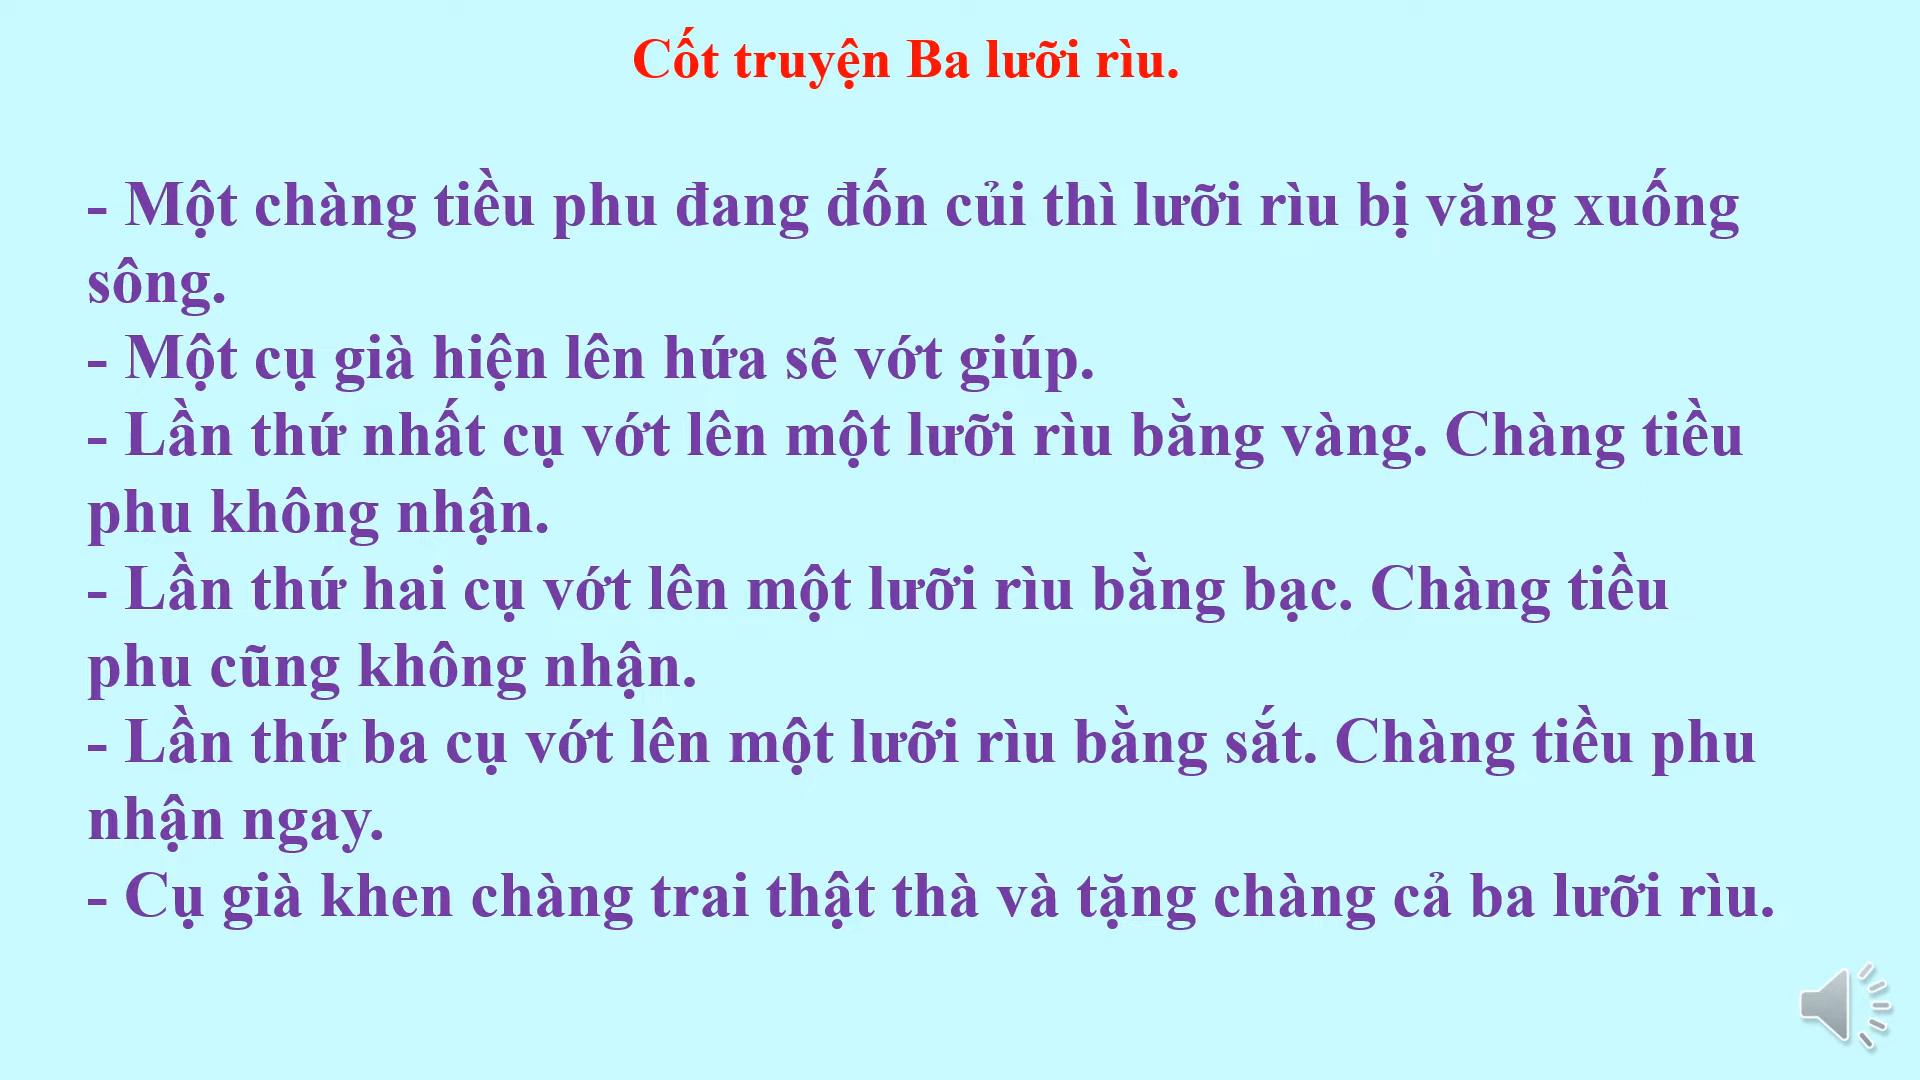 Cốt truyện Ba lưỡi rìu.
- Một chàng tiều phu đang đốn củi thì lưỡi rìu bị văng xuống
sông.
- Một cụ già hiện lên hứa sẽ vớt giúp.
- Lần thứ nhất cụ vớt lên một lưỡi rìu bằng vàng. Chàng tiều
phu không nhận.
- Lần thứ hai cụ vớt lên một lưỡi rìu bằng bạc. Chàng tiều
phu cũng không nhận.
- Lần thứ ba cụ vớt lên một lưỡi rìu bằng sắt. Chàng tiều phu
nhận ngay.
- Cụ già khen chàng trai thật thà và tặng chàng cả ba lưỡi rìu.